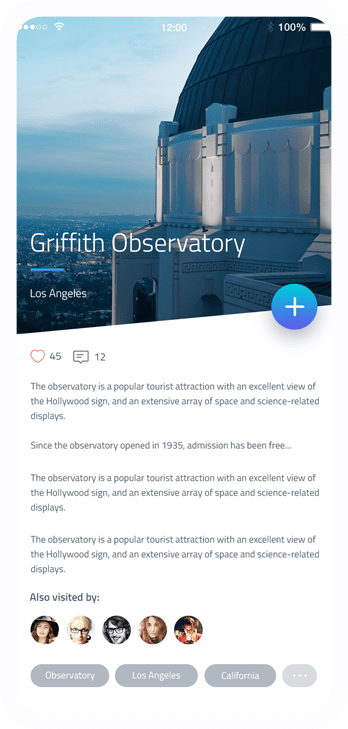 12:00
100%
Griffith Observatory
Los Angeles
45
12
The observatory is a popular tourist attraction with an excellent view of
the Hollywood sign, and an extensive array of space and science-related
displays.
Since the observatory opened in 1935, admission has been free...
The observatory is a popular tourist attraction with an excellent view of
the Hollywood sign, and an extensive array of space and science-related
displays.
The observatory is a popular tourist attraction with an excellent view of
the Hollywood sign, and an extensive array of space and science-related
displays.
Also visited by:
Observatory
Los Angeles
California